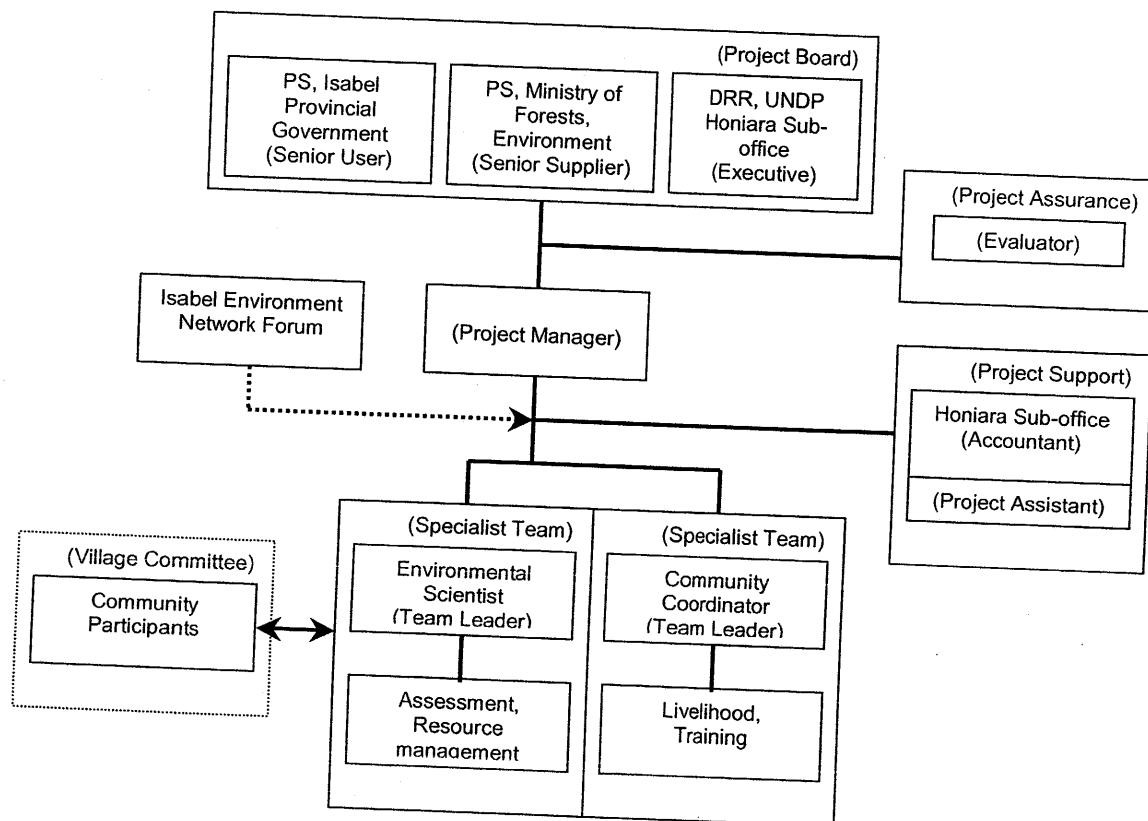 (Project Board)
PS, Isabel
Provincial
Government
(Senior User)
PS, Ministry of
Forests,
Environment
(Senior Supplier)
DRR, UNDP
Honiara Sub-
office
(Executive)
(Project Assurance)
(Evaluator)
Isabel Environment
Network Forum
(Project Manager)
(Project Support)
Honiara Sub-office
(Accountant)
(Project Assistant)
(Village Committee)
Community
Participants
(Specialist Team)
Environmental
Scientist
(Team Leader)
Assessment,
Resource
management
(Specialist Team)
Community
Coordinator
(Team Leader)
Livelihood,
Training